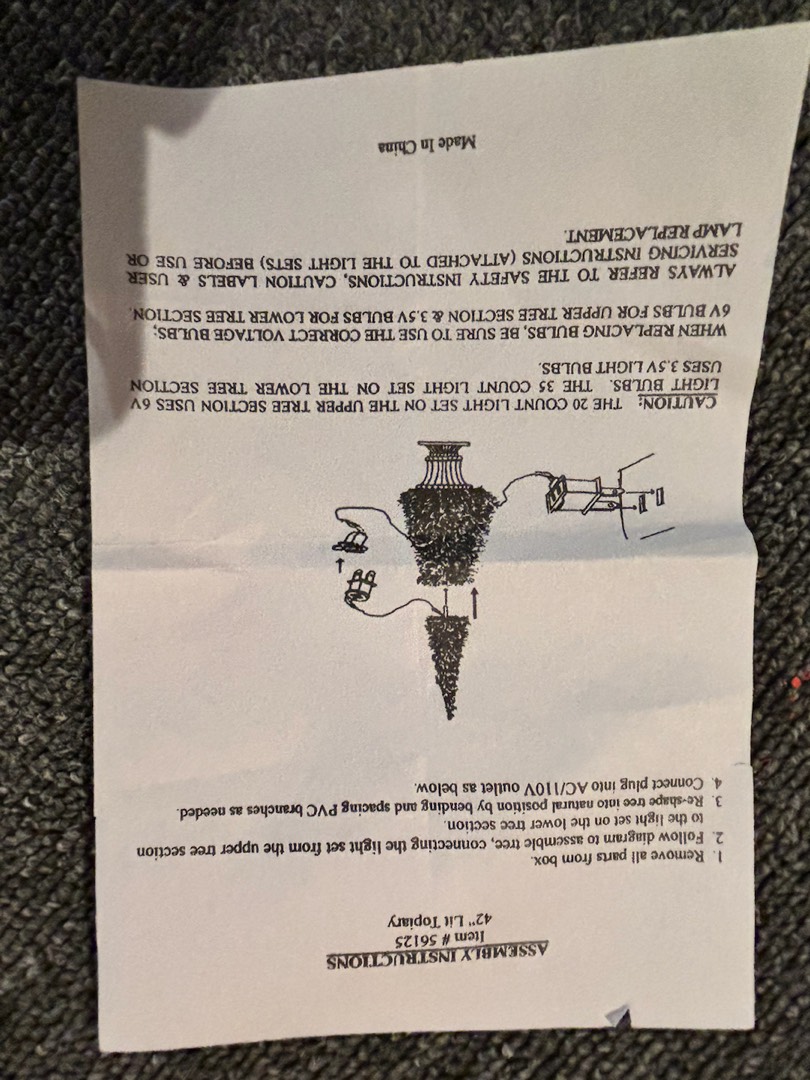 ASSEMBLY INSTRUCTIONS
Item # 56125
42" Lit Topiary
1. Remove all parts from box.
2. Follow diagram to assemble tree, connecting the light set from the upper tree section
to the light set on the lower tree section.
3. Re-shape tree into natural position by bending and spacing PVC branches as needed.
4. Connect plug into AC/110V outlet as below.
CAUTION: THE 20 COUNT LIGHT SET ON THE UPPER TREE SECTION USES 6V
LIGHT BULBS. THE 35 COUNT LIGHT SET ON THE LOWER TREE SECTION
USES 3.5V LIGHT BULBS.
WHEN REPLACING BULBS, BE SURE TO USE THE CORRECT VOLTAGE BULBS;
6V BULBS FOR UPPER TREE SECTION & 3.5V BULBS FOR LOWER TREE SECTION.
ALWAYS REFER TO THE SAFETY INSTRUCTIONS, CAUTION LABELS & USER
SERVICING INSTRUCTIONS (ATTACHED TO THE LIGHT SETS) BEFORE USE OR
LAMP REPLACEMENT.
Made In China